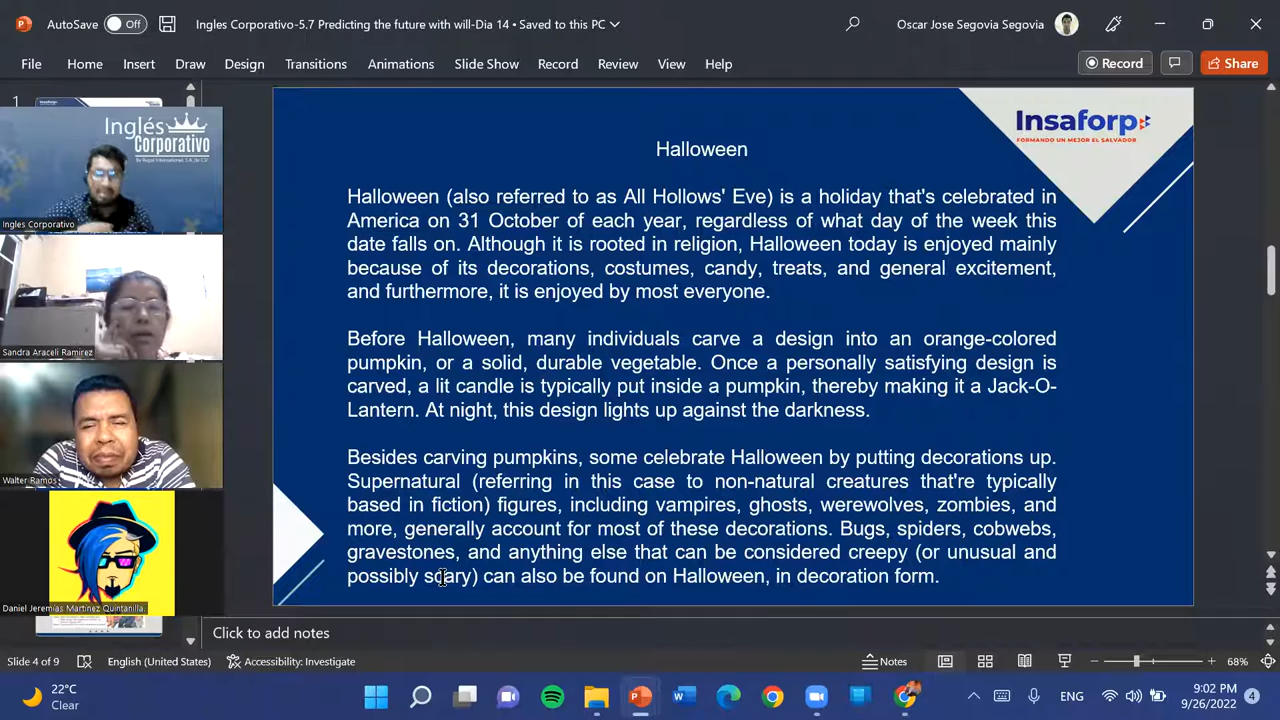 AutoSave Off Ingles Corporativo-5.7 Predicting the future with will-Dia 14 • Saved to this PC Oscar Jose Segovia Segovia
File Home Insert Draw Design Transitions Animations Slide Show Record Review View Help Record Share
1
Inglés
Corporativo
By Regal International, S.A. de C.V.
Ingles Corporativo
Sandra Araceli Ramirez
Walter Ramos
Daniel Jeremías Martinez Quintanilla.
Insaforp
FORMANDO UN MEJOR EL SALVADOR
Halloween
Halloween (also referred to as All Hollows' Eve) is a holiday that's celebrated in
America on 31 October of each year, regardless of what day of the week this
date falls on. Although it is rooted in religion, Halloween today is enjoyed mainly
because of its decorations, costumes, candy, treats, and general excitement,
and furthermore, it is enjoyed by most everyone.
Before Halloween, many individuals carve a design into an orange-colored
pumpkin, or a solid, durable vegetable. Once a personally satisfying design is
carved, a lit candle is typically put inside a pumpkin, thereby making it a Jack-O-
Lantern. At night, this design lights up against the darkness.
Besides carving pumpkins, some celebrate Halloween by putting decorations up.
Supernatural (referring in this case to non-natural creatures that're typically
based in fiction) figures, including vampires, ghosts, werewolves, zombies, and
more, generally account for most of these decorations. Bugs, spiders, cobwebs,
gravestones, and anything else that can be considered creepy (or unusual and
possibly scary) can also be found on Halloween, in decoration form.
Click to add notes
Slide 4 of 9 English (United States) Accessibility: Investigate Notes 68%
22°C
Clear
ENG
9:02 PM
9/26/2022
4